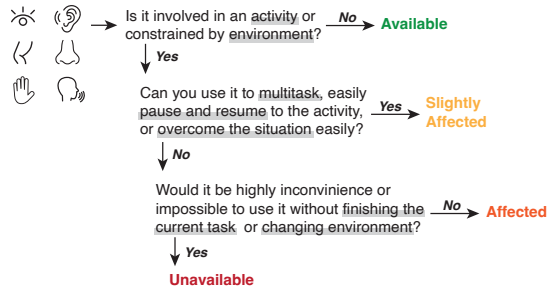 Is it involved in an activity or
constrained by environment?
No
Available
Yes
Can you use it to multitask, easily
pause and resume to the activity,
or overcome the situation easily?
Yes
Slightly
Affected
No
Would it be highly inconvinience or
impossible to use it without finishing the
current task or changing environment?
No
Affected
Yes
Unavailable